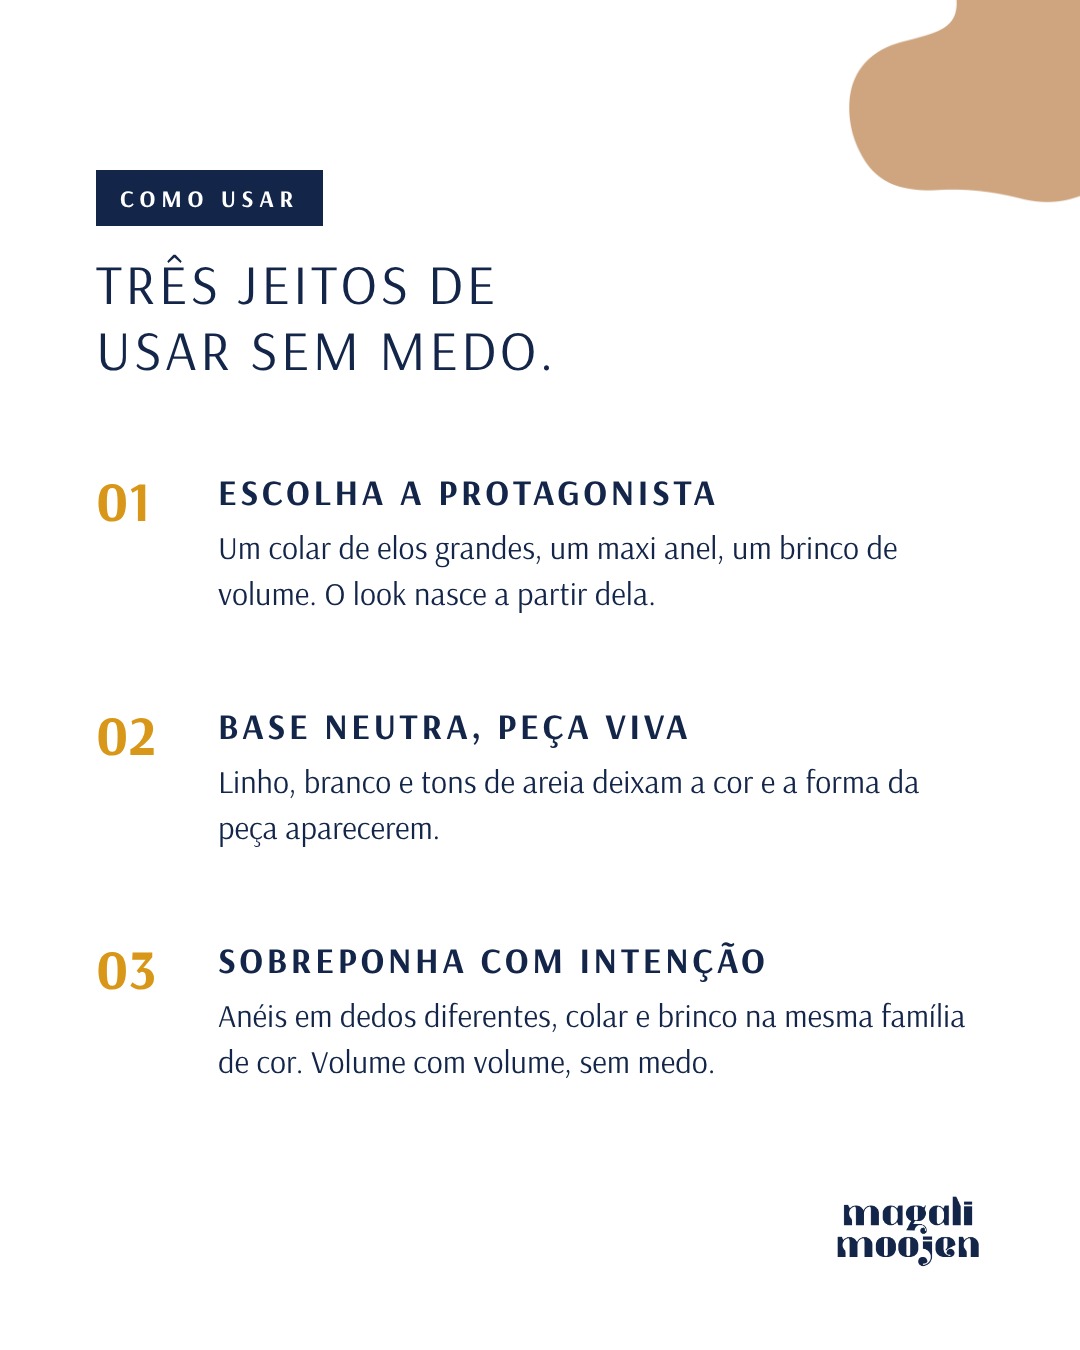 COMO USAR
TRÊS JEITOS DE
USAR SEM MEDO.
01
ESCOLHA A PROTAGONISTA
Um colar de elos grandes, um maxi anel, um brinco de
volume. O look nasce a partir dela.
02
BASE NEUTRA, PEÇA VIVA
Linho, branco e tons de areia deixam a cor e a forma da
peça aparecerem.
03
SOBREPONHA COM INTENÇÃO
Anéis em dedos diferentes, colar e brinco na mesma família
de cor. Volume com volume, sem medo.
magali
moojen